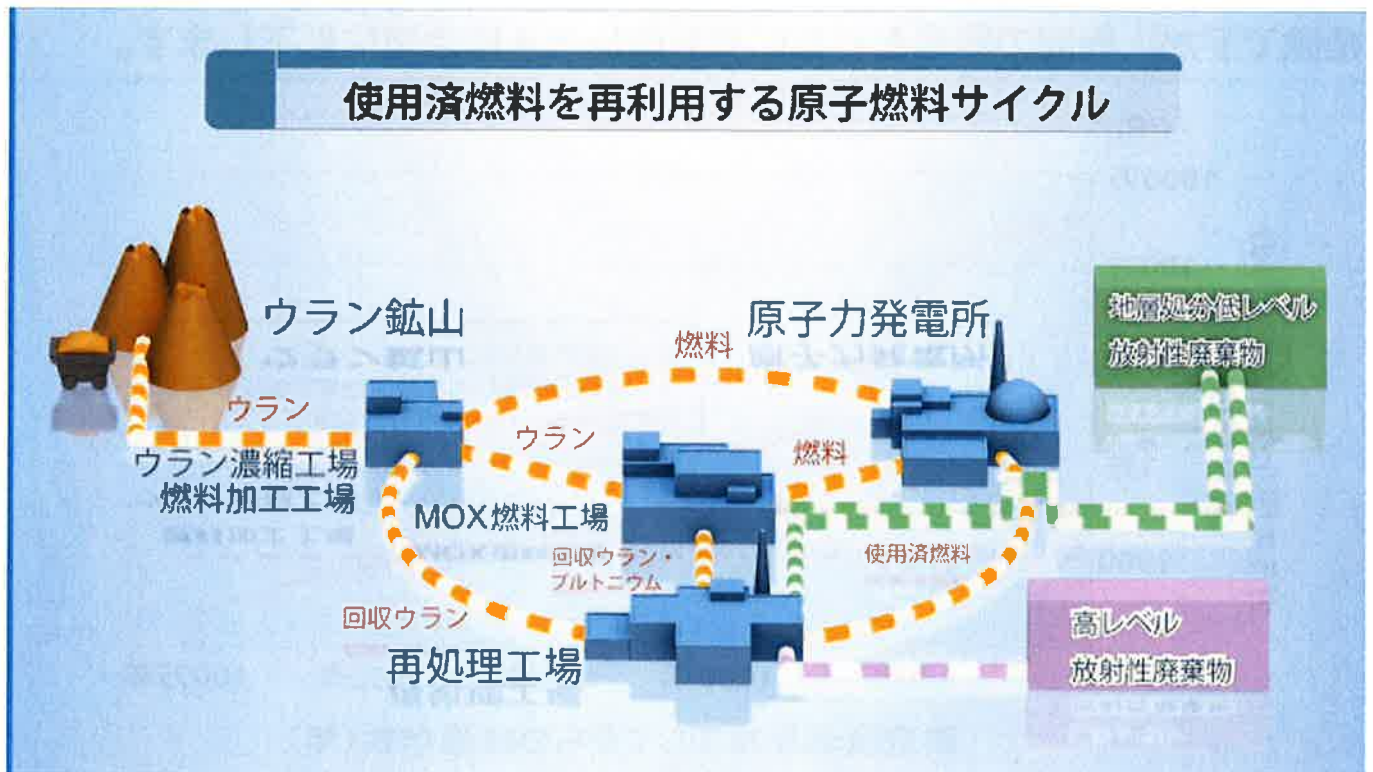 使用済燃料を再利用する原子燃料サイクル
ウラン鉱山
原子力発電所
燃料
地層処分低レベル
放射性廃棄物
ウラン
ウラン
ウラン濃縮工場
燃料加工工場
燃料
MOX燃料工場
回収ウラン・
プルトニウム
使用済燃料
回収ウラン
再処理工場
高レベル
放射性廃棄物